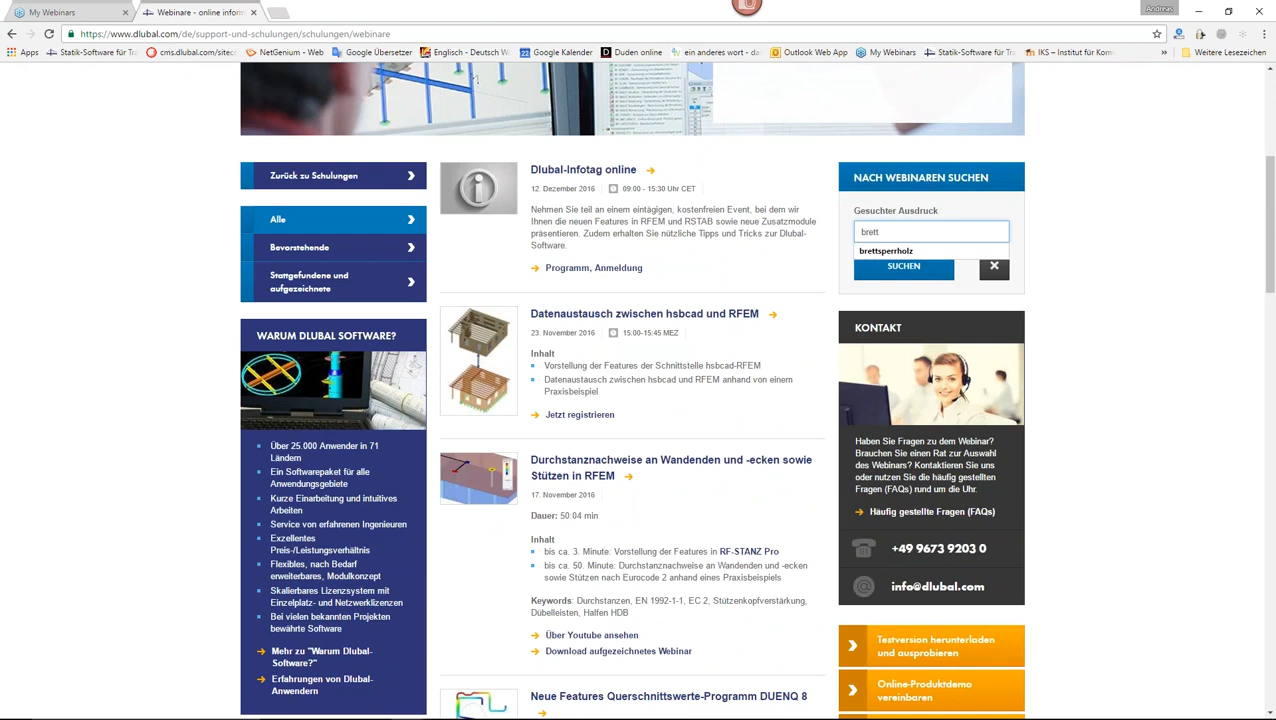 My Webinars
Webinare - online inform
Andreas
https://www.dlubal.com/de/support-und-schulungen/schulungen/webinare
Apps
Statik-Software für Tra
cms.dlubal.com/sites
NetGenium - Login
Google Übersetzer
Englisch - Deutsch W
Google Kalender
Duden online
ein anderes wort - da
Outlook Web App
My Webinars
Statik-Software für Tra
IKS – Institut für Kom
Weitere Lesezeichen
Zurück zu Schulungen
Alle
Bevorstehende
Stattgefundene und
aufgezeichnete
WARUM DLUBAL SOFTWARE?
Über 25.000 Anwender in 71
Ländern
Ein Softwarepaket für alle
Anwendungsgebiete
Kurze Einarbeitung und intuitives
Arbeiten
Service von erfahrenen Ingenieuren
Exzellentes
Preis-/Leistungsverhältnis
Flexibles, nach Bedarf
erweiterbares, Modulkonzept
Skalierbares Lizenzsystem mit
Einzelplatz- und Netzwerklizenzen
Bei vielen bekannten Projekten
bewährte Software
Mehr zu "Warum Dlubal-
Software?"
Erfahrungen von Dlubal-
Anwendern
Dlubal-Infotag online
12. Dezember 2016
09:00 - 15:30 Uhr CET
Nehmen Sie teil an einem eintägigen, kostenfreien Event, bei dem wir
Ihnen die neuen Features in RFEM und RSTAB sowie neue Zusatzmodule
präsentieren. Zudem erhalten Sie nützliche Tipps und Tricks zur Dlubal-
Software.
Programm, Anmeldung
Datenaustausch zwischen hsbcad und RFEM
23. November 2016
15:00-15:45 MEZ
Inhalt
Vorstellung der Features der Schnittstelle hsbcad-RFEM
Datenaustausch zwischen hsbcad und RFEM anhand von einem
Praxisbeispiel
Jetzt registrieren
Durchstanznachweise an Wandenden und -ecken sowie
Stützen in RFEM
17. November 2016
Dauer: 50:04 min
Inhalt
bis ca. 3. Minute: Vorstellung der Features in RF-STANZ Pro
bis ca. 50. Minute: Durchstanznachweise an Wandenden und -ecken
sowie Stützen nach Eurocode 2 anhand eines Praxisbeispiels
Keywords: Durchstanzen, EN 1992-1-1, EC 2, Stützenkopfverstärkung,
Dübelleisten, Halfen HDB
Über Youtube ansehen
Download aufgezeichnetes Webinar
Neue Features Querschnittswerte-Programm DUENQ 8
NACH WEBINAREN SUCHEN
Gesuchter Ausdruck
brett
brettsperrholz
SUCHEN
KONTAKT
Haben Sie Fragen zu dem Webinar?
Brauchen Sie einen Rat zur Auswahl
des Webinars? Kontaktieren Sie uns
oder nutzen Sie die häufig gestellten
Fragen (FAQs) rund um die Uhr.
Häufig gestellte Fragen (FAQs)
+49 9673 9203 0
info@dlubal.com
Testversion herunterladen
und ausprobieren
Online-Produktdemo
vereinbaren